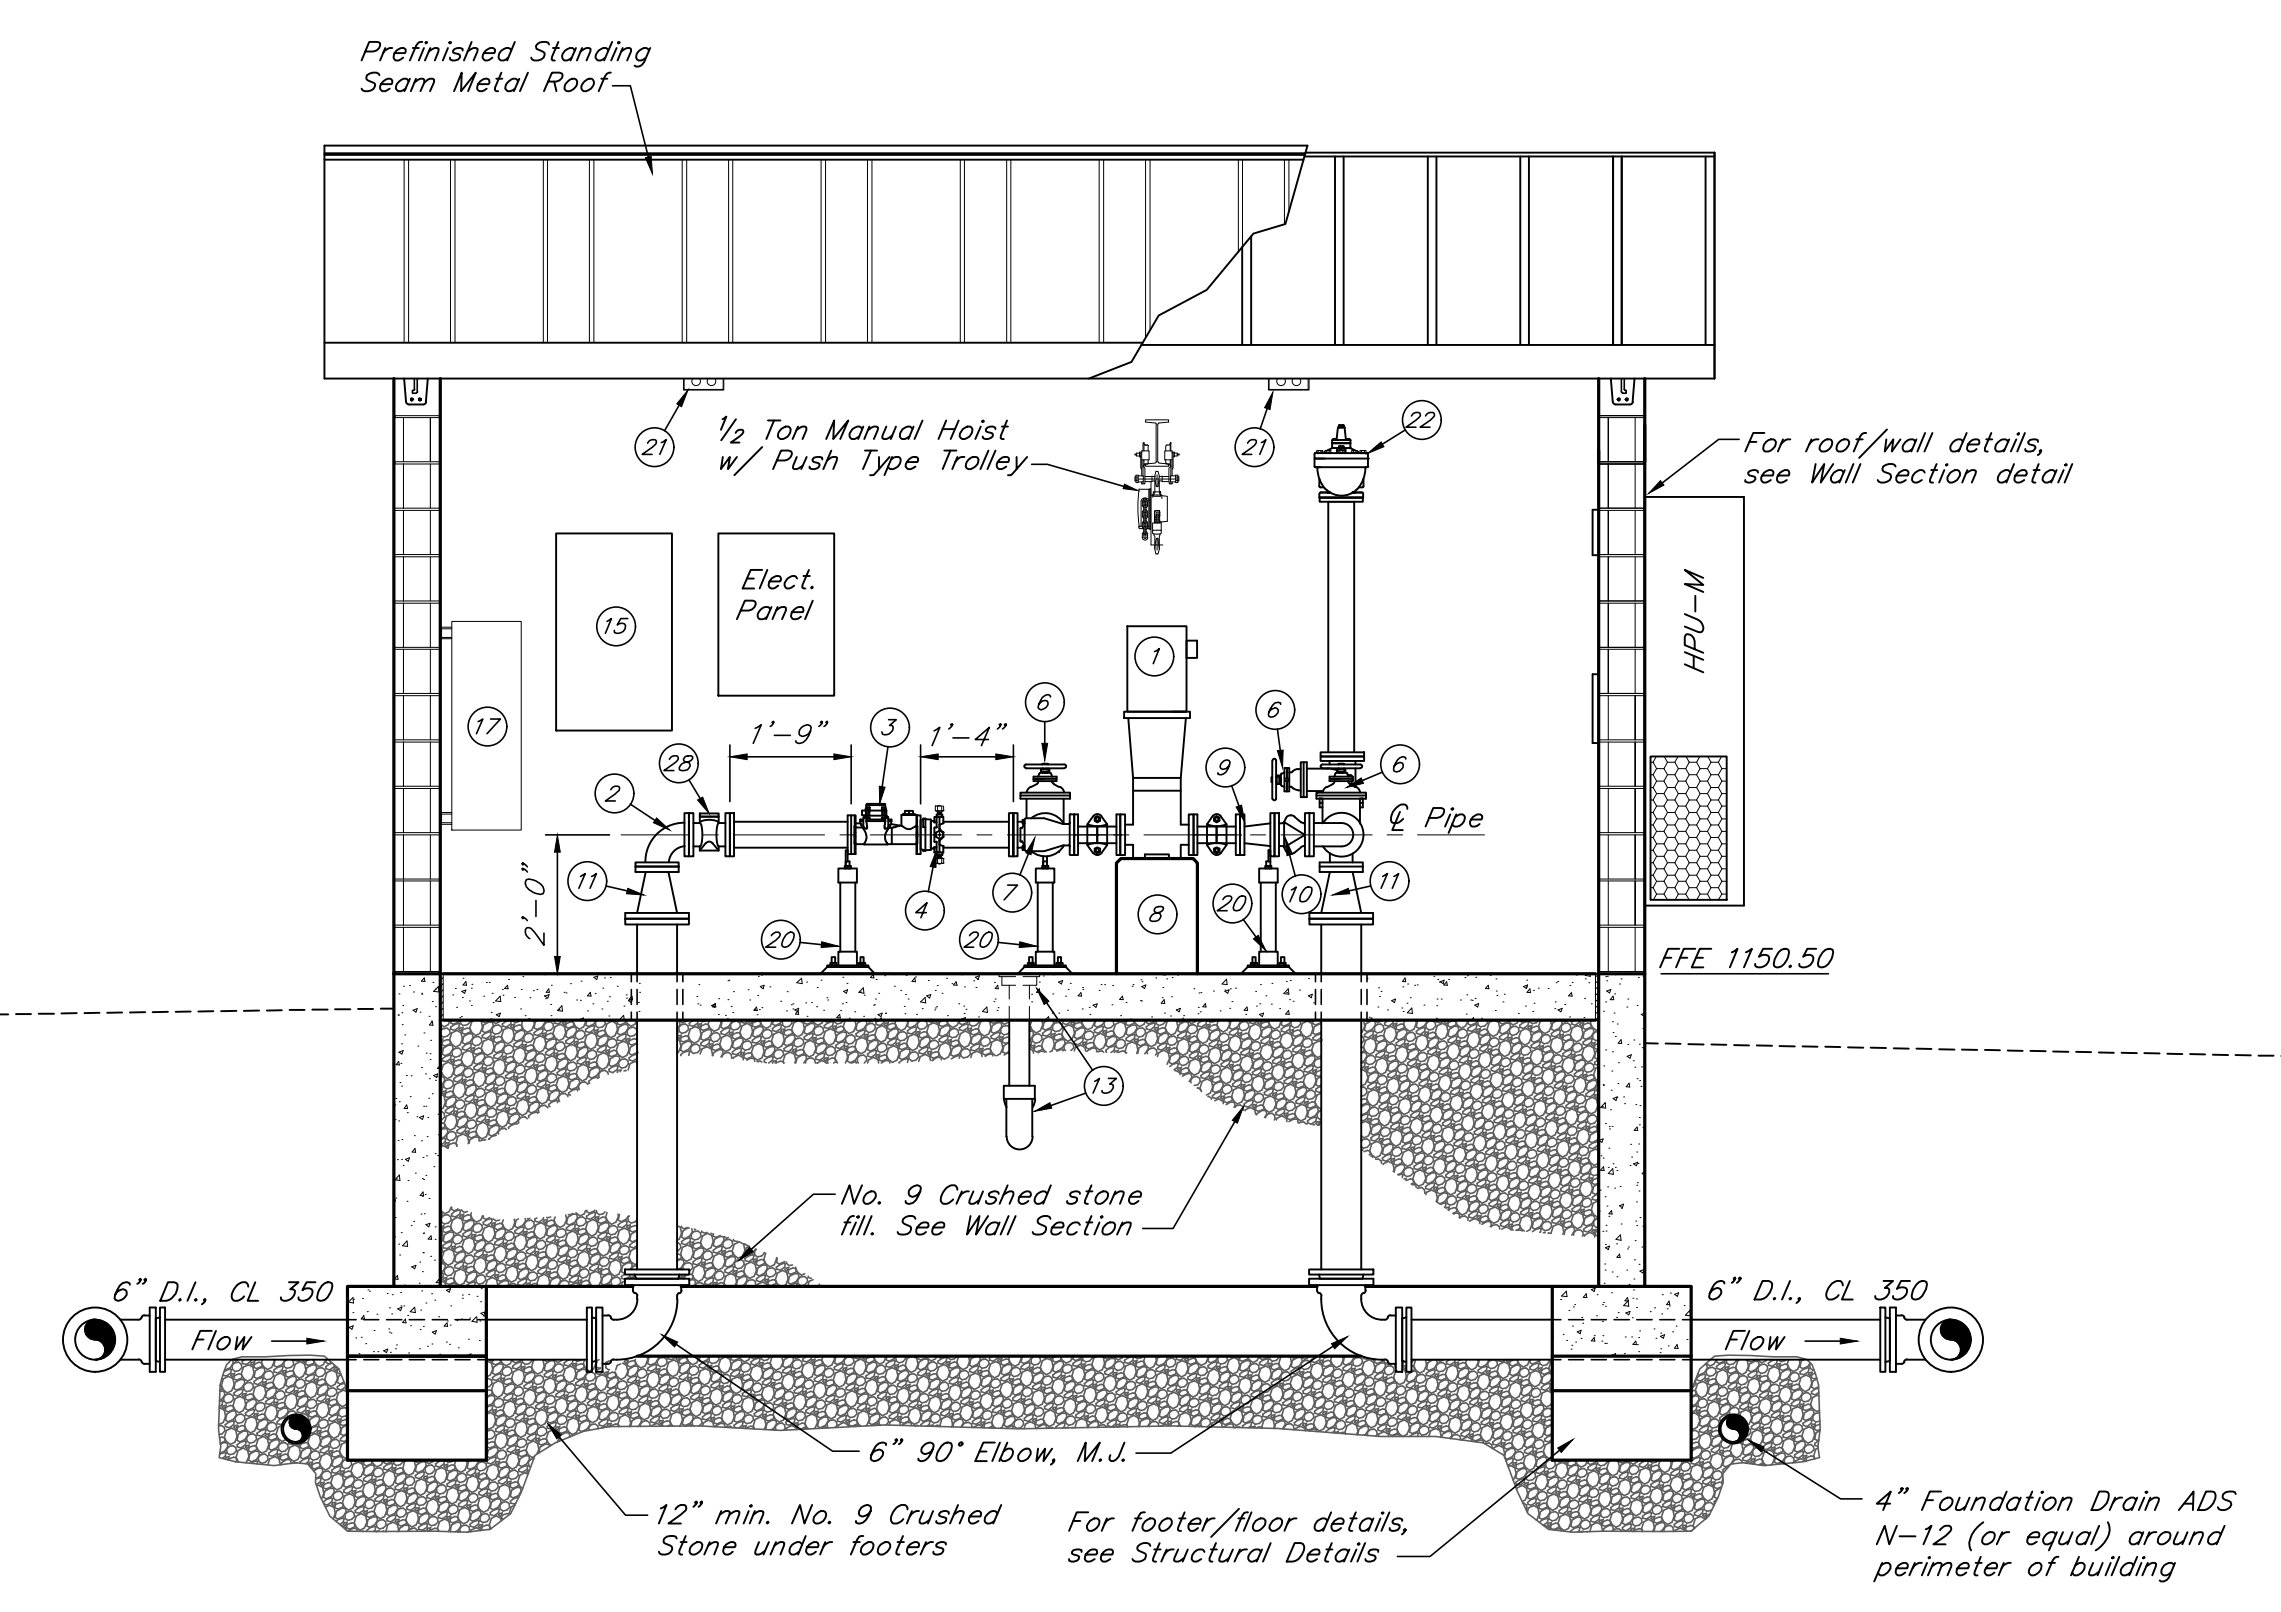 Prefinished Standing
Seam Metal Roof
21
½ Ton Manual Hoist
w/ Push Type Trolley
21
22
For roof/wall details,
see Wall Section detail
15
Elect.
Panel
1
HPU-M
17
1'-9"
3
1'-4"
6
6
6
28
9
2
℄ Pipe
11
2'-0"
4
7
8
10
11
20
20
20
FFE 1150.50
13
No. 9 Crushed stone
fill. See Wall Section
6" D.I., CL 350
Flow
6" D.I., CL 350
Flow
6" 90° Elbow, M.J.
12" min. No. 9 Crushed
Stone under footers
For footer/floor details,
see Structural Details
4" Foundation Drain ADS
N-12 (or equal) around
perimeter of building